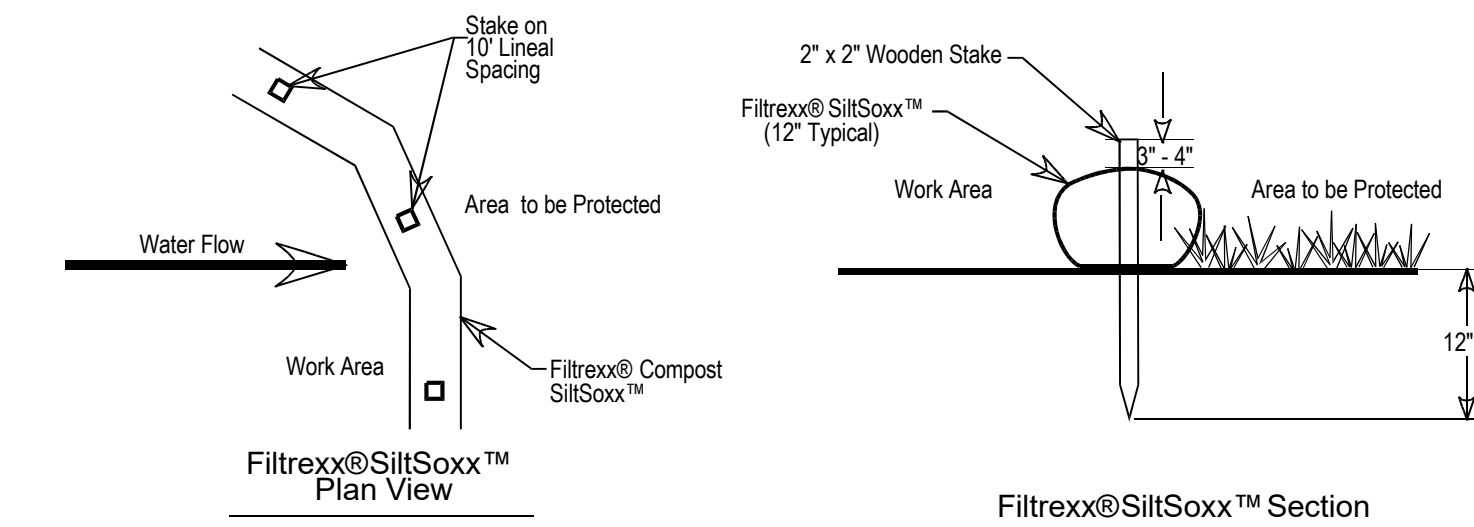 Stake on
10' Lineal
Spacing
Area to be Protected
Water Flow
Work Area
Filtrexx® Compost
SiltSoxx™
Filtrexx®SiltSoxx™
Plan View
2" x 2" Wooden Stake
Filtrexx® SiltSoxx™
(12" Typical)
3" - 4"
Work Area
Area to be Protected
12"
Filtrexx®SiltSoxx™ Section